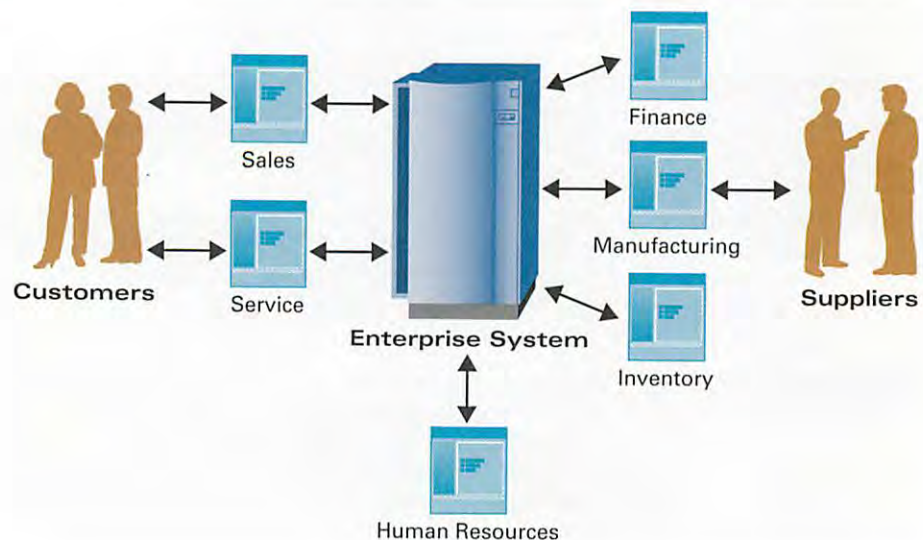 Finance
Sales
Manufacturing
Customers
Service
Suppliers
Enterprise System
Inventory
Human Resources